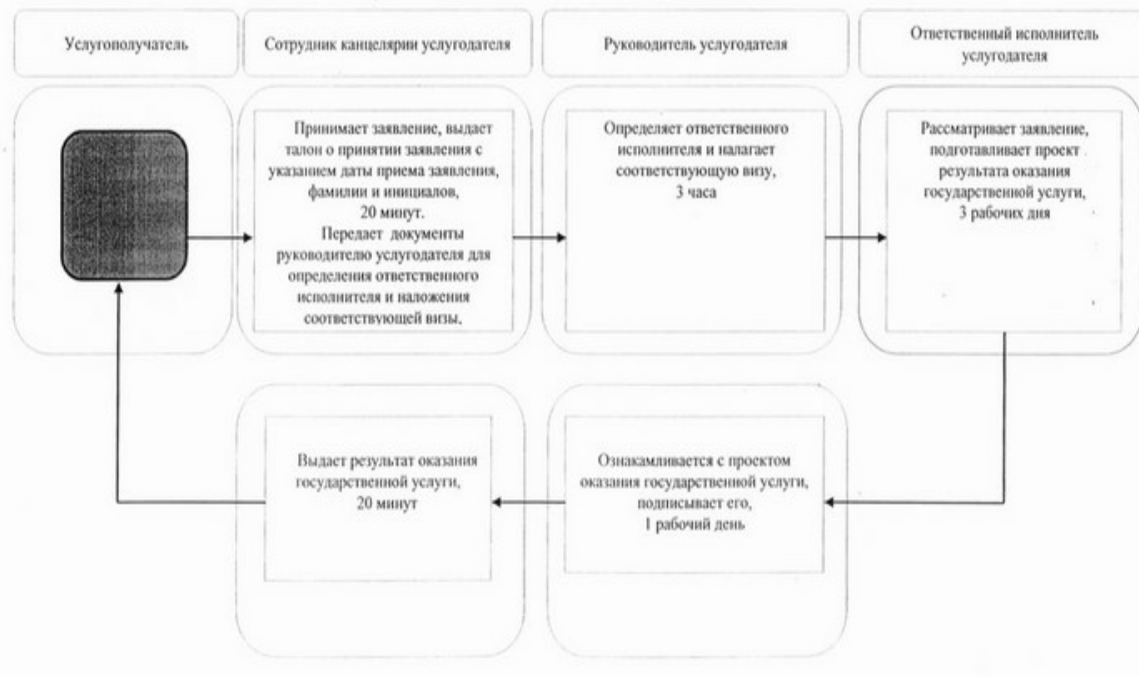 Услугополучатель
Сотрудник канцелярии услугодателя
Руководитель услугодателя
Ответственный исполнитель
услугодателя
Принимает заявление, выдает
талон о принятии заявления с
указанием даты приема заявления,
фамилии и инициалов,
20 минут.
Передает документы
руководителю услугодателя для
определения ответственного
исполнителя и наложения
соответствующей визы.
Определяет ответственного
исполнителя и налагает
соответствующую визу,
3 часа
Рассматривает заявление,
подготавливает проект
результата оказания
государственной услуги,
3 рабочих дня
Выдает результат оказания
государственной услуги,
20 минут
Ознакамливается с проектом
оказания государственной услуги,
подписывает его,
1 рабочий день